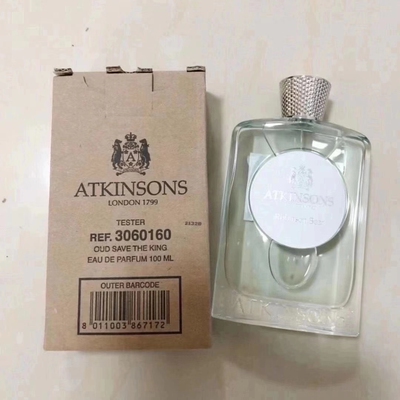 A
ATKINSONS
LONDON 1799
TESTER
REF. 3060160
OUD SAVE THE KING
EAU DE PARFUM 100 ML
OUTER BARCODE
8 011003 867172
ATKINSONS